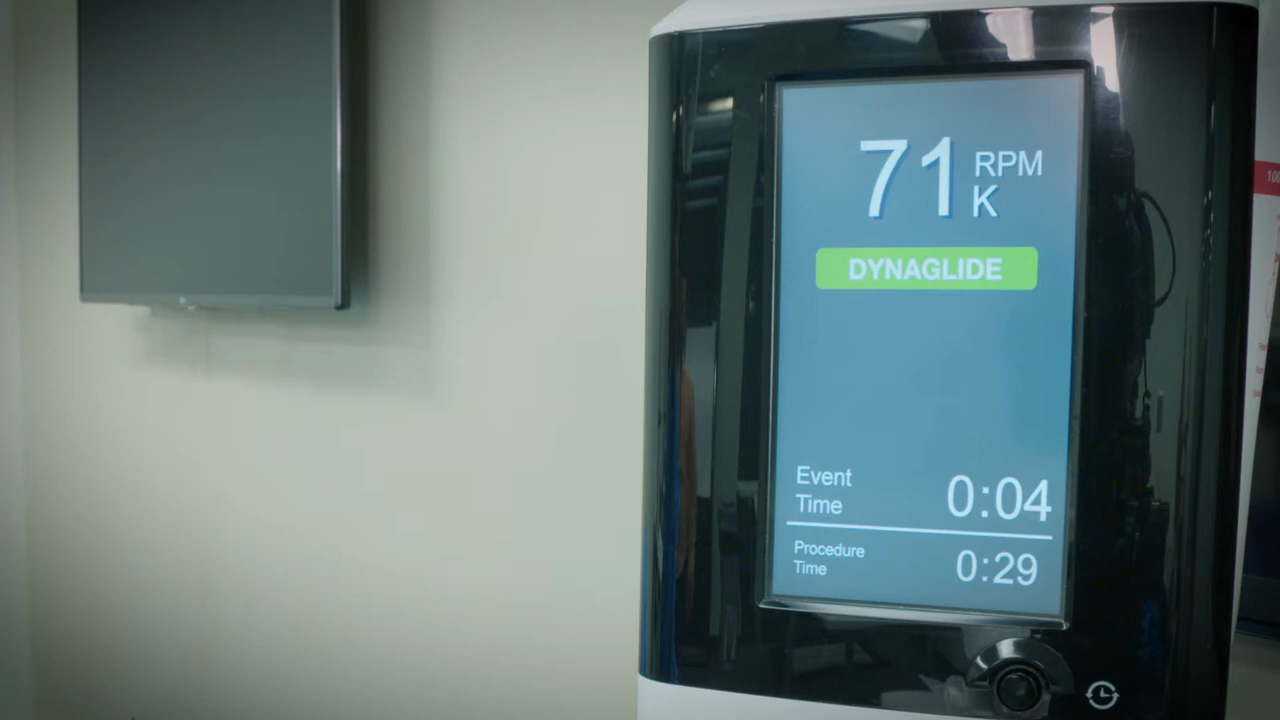 71 RPM
K
DYNAGLIDE
Event
Time 0:04
Procedure
Time 0:29